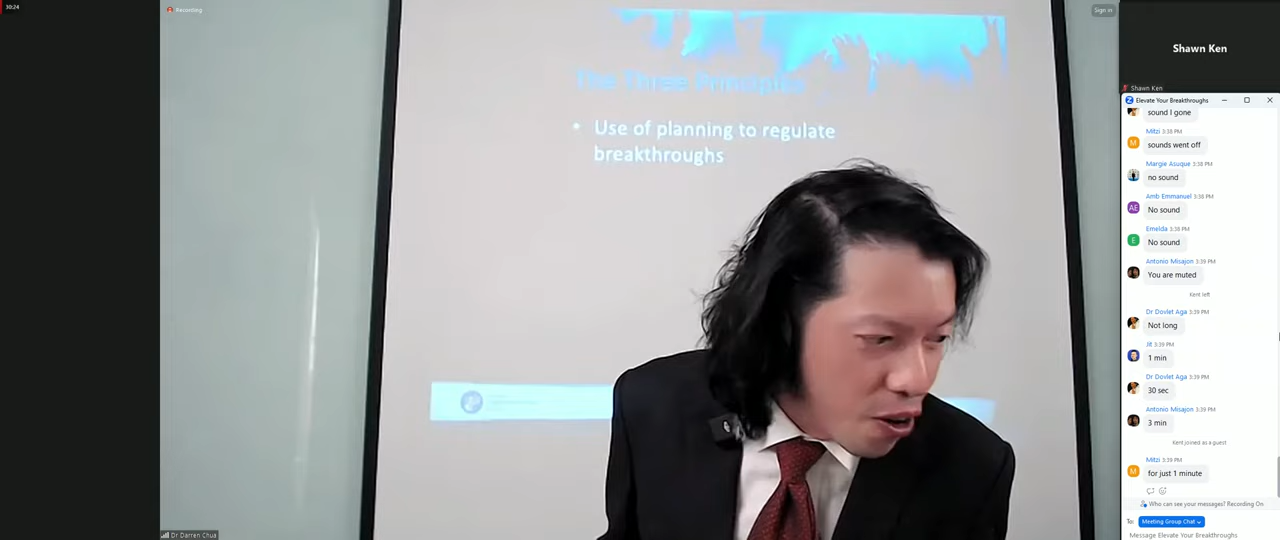 30:24
Recording
Sign in
The Three Principles
• Use of planning to regulate
breakthroughs
Dr Darren Chua
Shawn Ken
Shawn Ken
Elevate Your Breakthroughs
sound I gone
Mitzi 3:38 PM
sounds went off
Margie Asuque 3:38 PM
no sound
Amb Emmanuel 3:38 PM
AE
No sound
Emelda 3:38 PM
E
No sound
Antonio Misajon 3:39 PM
You are muted
Kent left
Dr Dovlet Aga 3:39 PM
Not long
Jit 3:39 PM
1 min
Dr Dovlet Aga 3:39 PM
30 sec
Antonio Misajon 3:39 PM
3 min
Kent joined as a guest
Mitzi 3:39 PM
M
for just 1 minute
Who can see your messages? Recording On
To: Meeting Group Chat
Message Elevate Your Breakthroughs